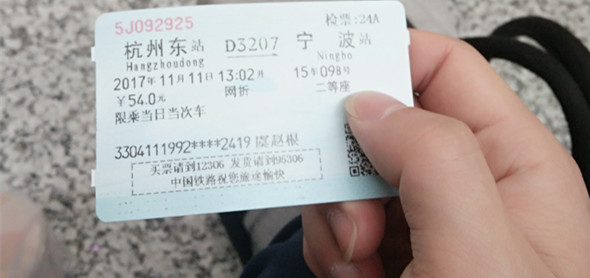 5J092925 检票:24A
杭州东站 D3207 宁波站
Hangzhoudong Ningbo
2017年11月11日13:02开 15车09B号
￥54.0元 网折 二等座
限乘当日当次车
3304111992****2419 虞赵根
买票请到12306 发货请到95306
中国铁路祝您旅途愉快